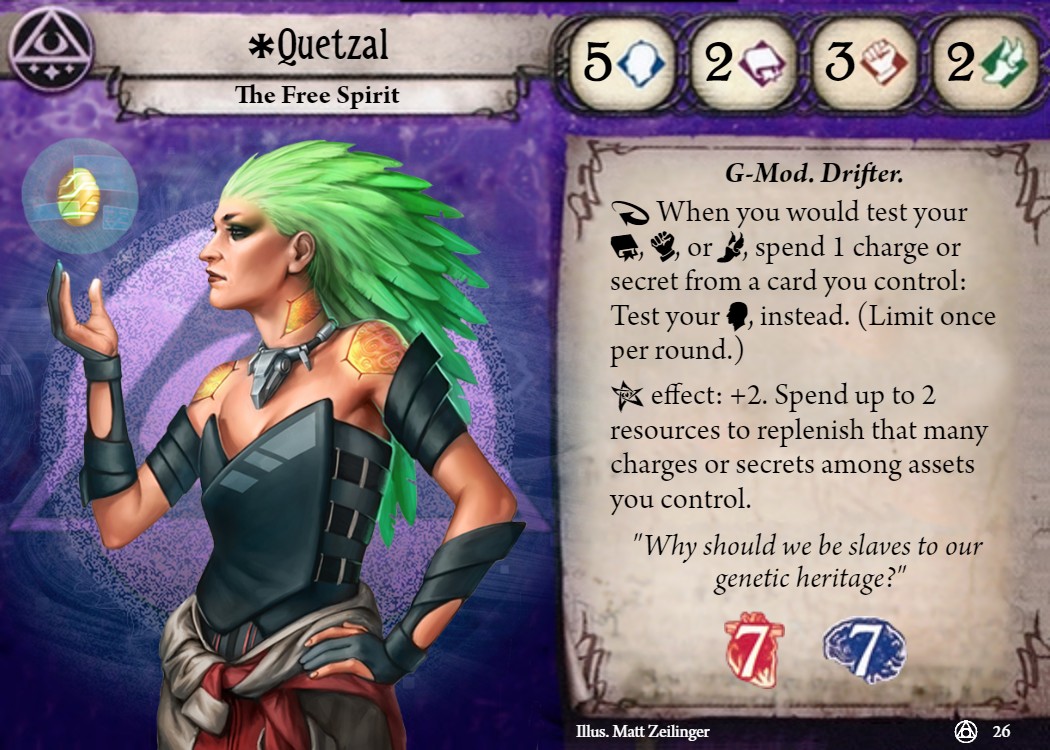 *Quetzal
The Free Spirit
5 2 3 2
G-Mod. Drifter.
When you would test your
, , or , spend 1 charge or
secret from a card you control:
Test your , instead. (Limit once
per round.)
effect: +2. Spend up to 2
resources to replenish that many
charges or secrets among assets
you control.
"Why should we be slaves to our
genetic heritage?"
7 7
Illus. Matt Zeilinger
26